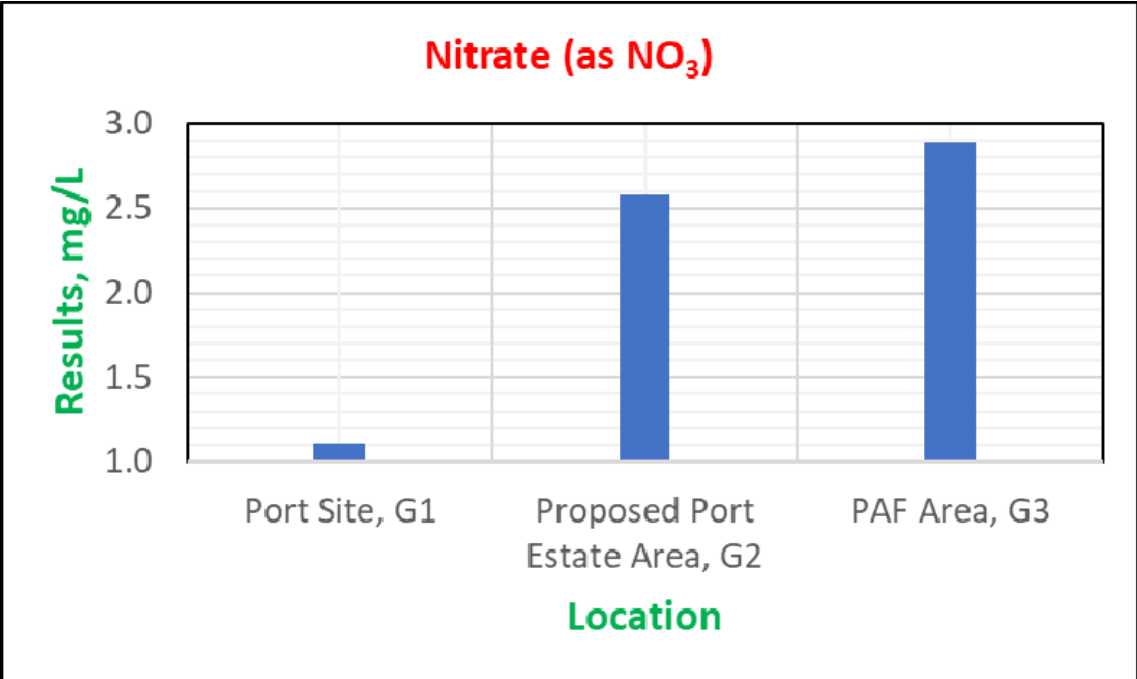 Nitrate (as NO₃)
Results, mg/L
3.0
2.5
2.0
1.5
1.0
Port Site, G1
Proposed Port
Estate Area, G2
PAF Area, G3
Location